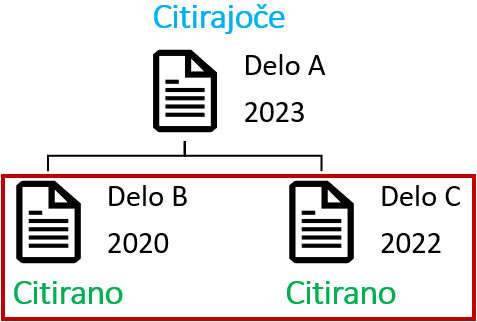 Citirajoče
Delo A
2023
Delo B
2020
Citirano
Delo C
2022
Citirano